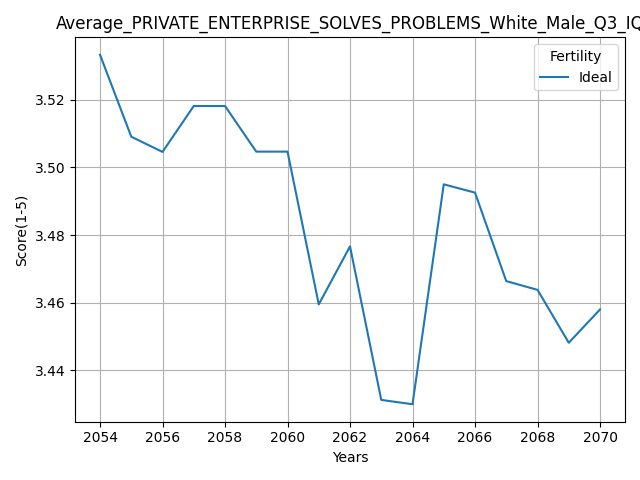 Average_PRIVATE_ENTERPRISE_SOLVES_PROBLEMS_White_Male_Q3_IQ
Fertility
Ideal
3.52
3.50
3.48
3.46
3.44
Score(1-5)
2054 2056 2058 2060 2062 2064 2066 2068 2070
Years